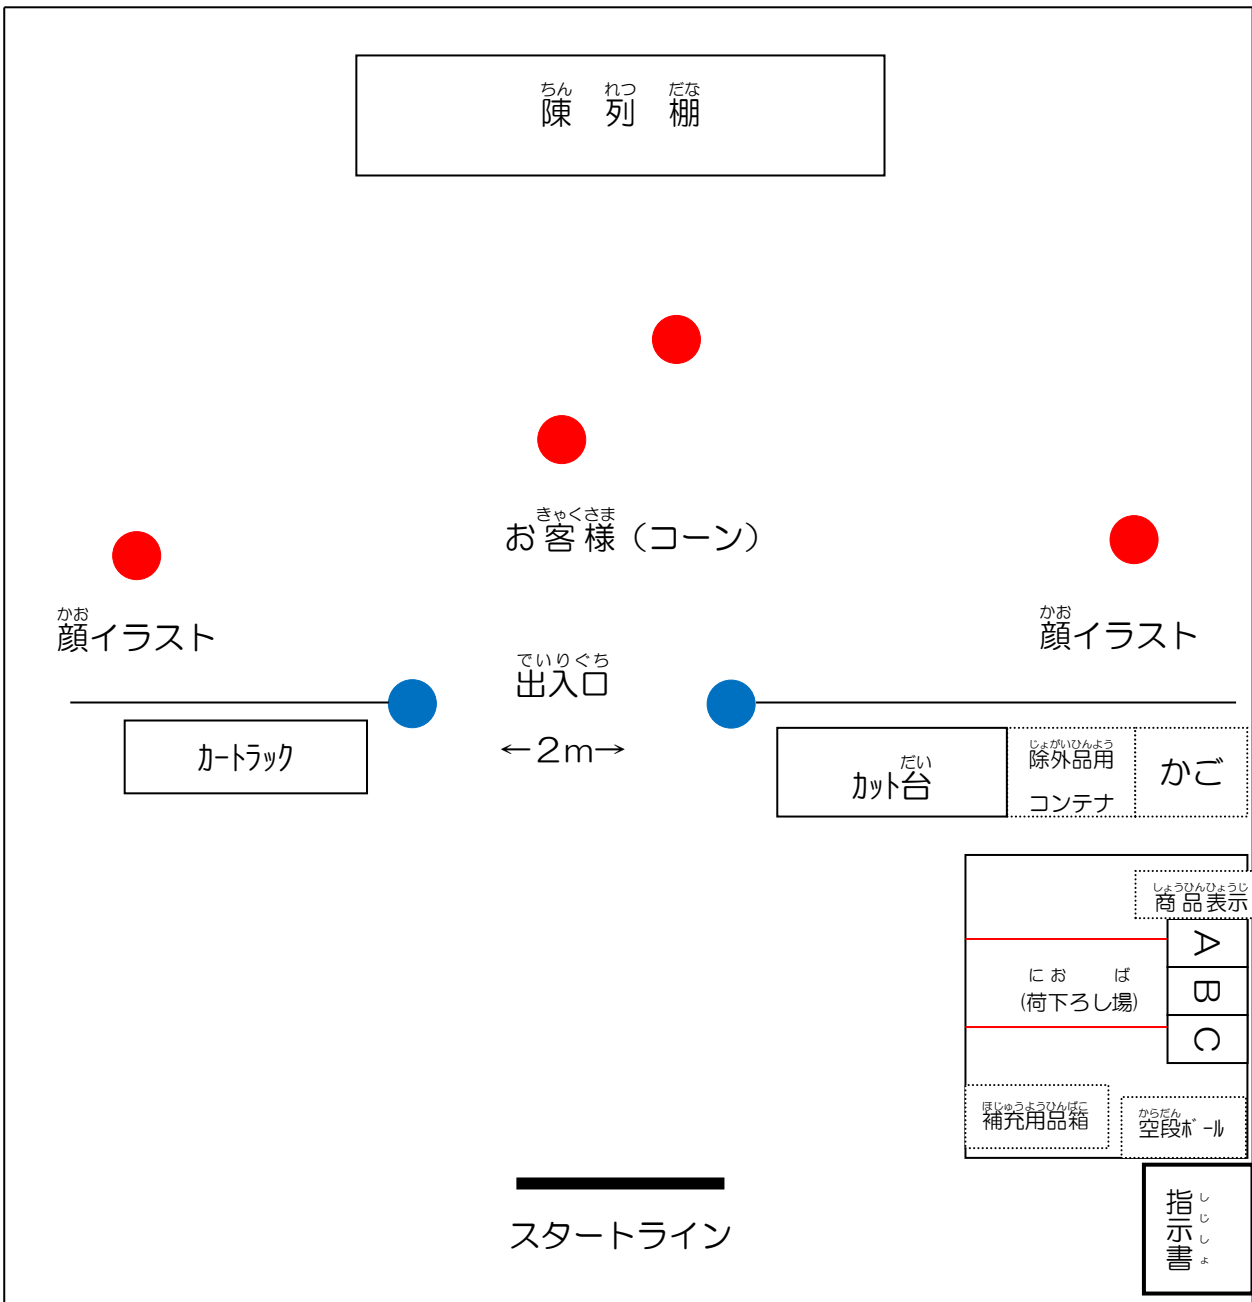 ちん れつ だな
陳 列 棚
きゃくさま
お客様（コーン）
かお
顔イラスト
かお
顔イラスト
でいりぐち
出入口
←2m→
カートラック
だい
カット台
じょがいひんよう
除外品用
コンテナ
かご
しょうひんひょうじ
商品表示
A
B
C
に お ば
(荷下ろし場)
ほじゅうようひんばこ
補充用品箱
からだん
空段ボール
スタートライン
しじしょ
指示書